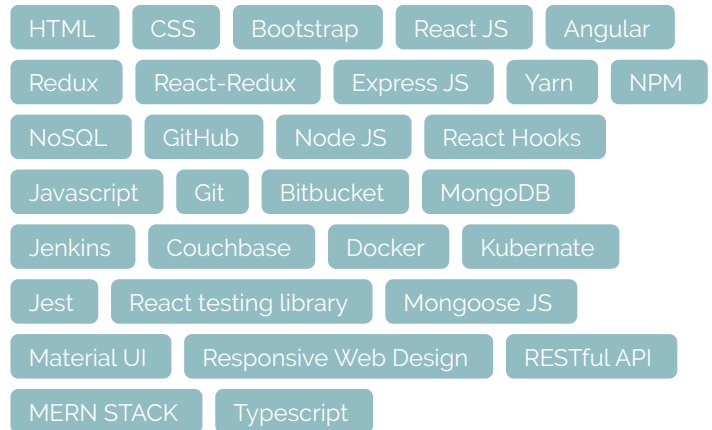 HTML CSS Bootstrap React JS Angular
Redux React-Redux Express JS Yarn NPM
NoSQL GitHub Node JS React Hooks
Javascript Git Bitbucket MongoDB
Jenkins Couchbase Docker Kubernate
Jest React testing library Mongoose JS
Material UI Responsive Web Design RESTful API
MERN STACK Typescript